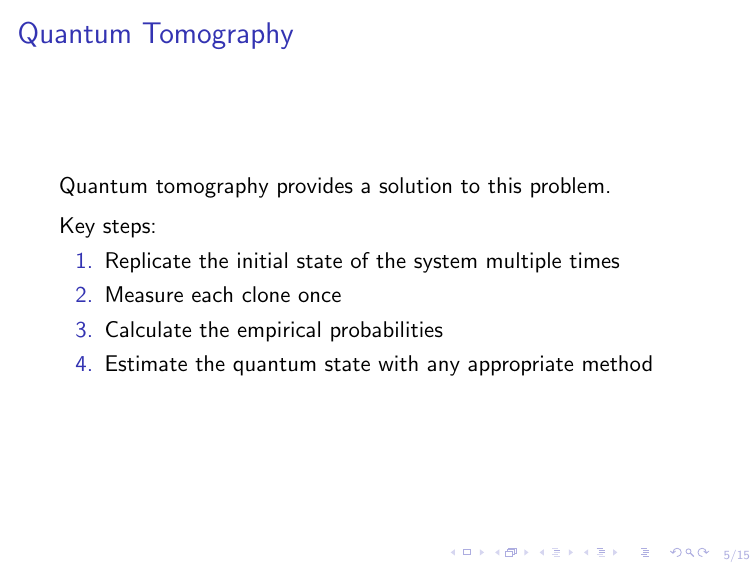 Quantum Tomography
Quantum tomography provides a solution to this problem.
Key steps:
1. Replicate the initial state of the system multiple times
2. Measure each clone once
3. Calculate the empirical probabilities
4. Estimate the quantum state with any appropriate method
5/15